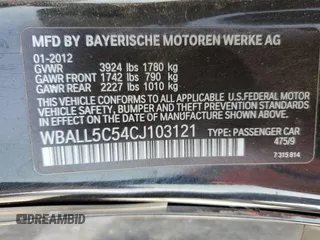 MFD BY BAYERISCHE MOTOREN WERKE AG
01-2012
GVWR 3924 lbs 1780 kg
GAWR FRONT 1742 lbs 790 kg
GAWR REAR 2227 lbs 1010 kg
THIS VEHICLE CONFORMS TO ALL APPLICABLE U.S. FEDERAL MOTOR
VEHICLE SAFETY, BUMPER, AND THEFT PREVENTION STANDARDS IN
EFFECT ON THE DATE OF MANUFACTURE SHOWN ABOVE.
WBALL5C54CJ103121 TYPE: PASSENGER CAR
475/9
7315814
DREAMBID